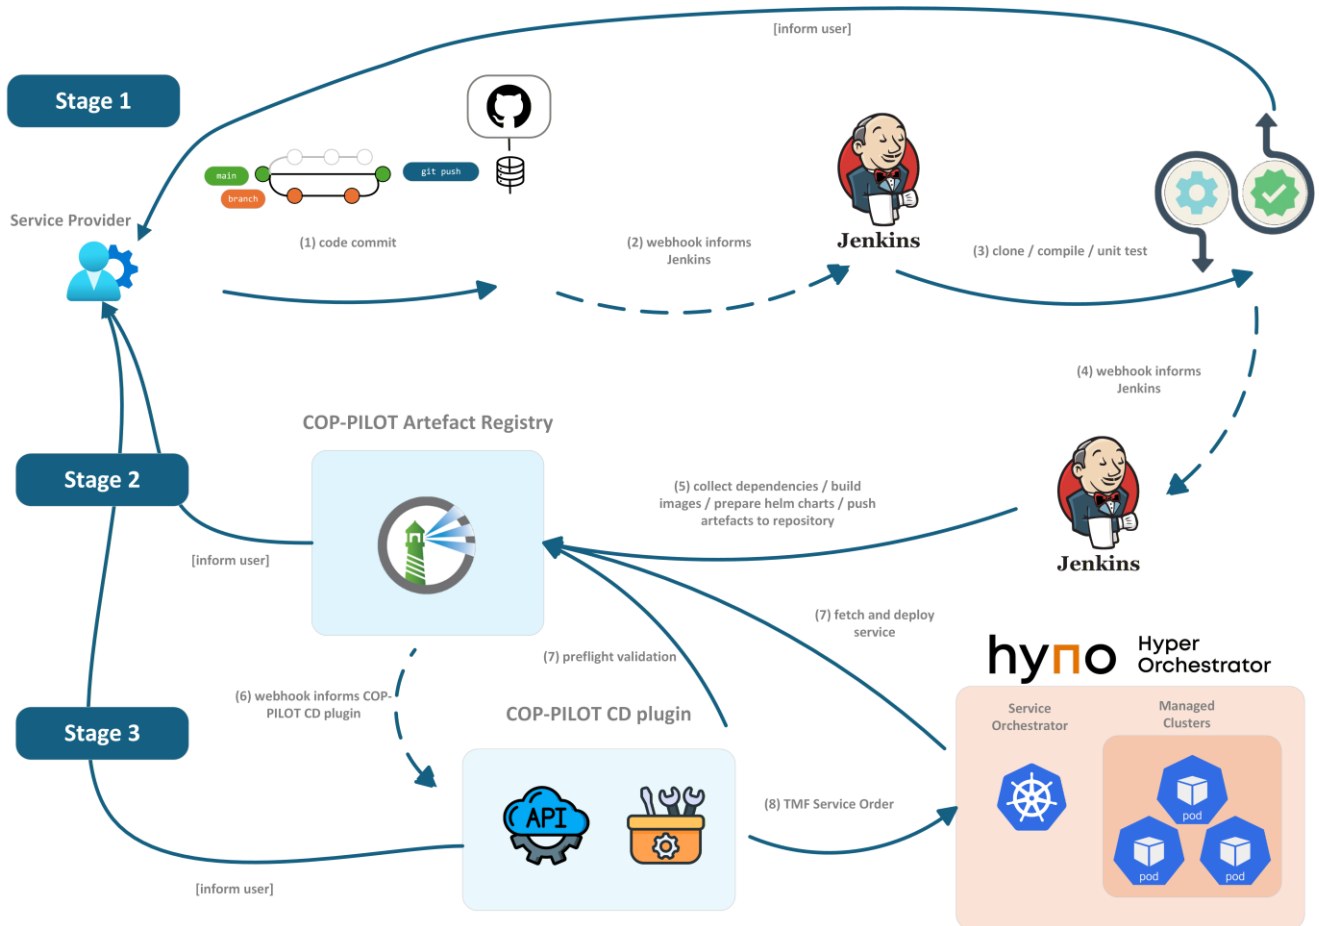 [inform user]
Stage 1
main
branch
git push
Service Provider
(1) code commit
(2) webhook informs
Jenkins
Jenkins
(3) clone / compile / unit test
(4) webhook informs
Jenkins
COP-PILOT Artefact Registry
Stage 2
(5) collect dependencies / build
images / prepare helm charts / push
artefacts to repository
Jenkins
[inform user]
(7) fetch and deploy
service
(7) preflight validation
hyno
Hyper
Orchestrator
(6) webhook informs COP-
PILOT CD plugin
COP-PILOT CD plugin
Stage 3
Service
Orchestrator
Managed
Clusters
API
(8) TMF Service Order
pod
pod
pod
[inform user]